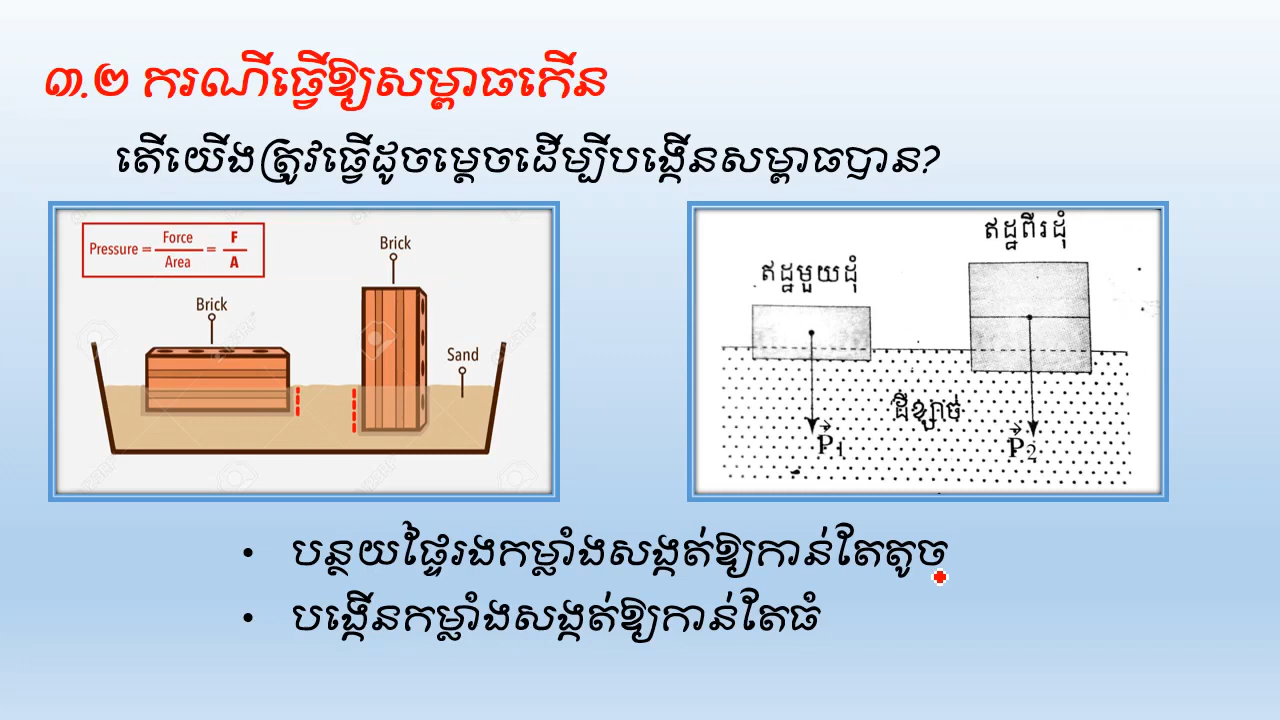 ៣.២ ករណីធ្វើឱ្យសម្ពាធកើន
តើយើងត្រូវធ្វើដូចម្តេចដើម្បីបង្កើនសម្ពាធបាន?
Pressure = Force / Area = F / A
Brick
Brick
Sand
ឥដ្ឋមួយដុំ
ឥដ្ឋពីរដុំ
ដីខ្សាច់
P⃗1
P⃗2
• បន្ថយផ្ទៃរងកម្លាំងសង្កត់ឱ្យកាន់តែតូច
• បង្កើនកម្លាំងសង្កត់ឱ្យកាន់តែធំ